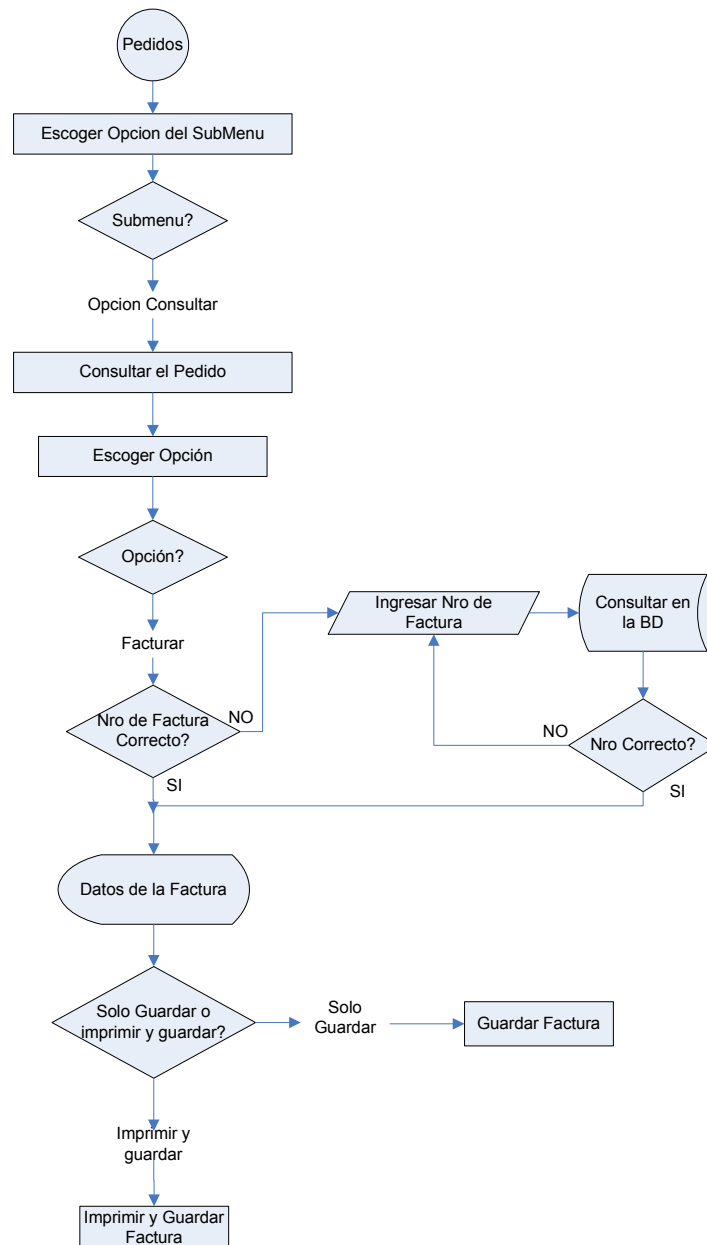 Pedidos
Escoger Opcion del SubMenu
Submenu?
Opcion Consultar
Consultar el Pedido
Escoger Opción
Opción?
Facturar
Nro de Factura
Correcto?
NO
SI
Ingresar Nro de
Factura
Consultar en
la BD
Nro Correcto?
NO
SI
Datos de la Factura
Solo Guardar o
imprimir y guardar?
Solo
Guardar
Guardar Factura
Imprimir y
guardar
Imprimir y Guardar
Factura